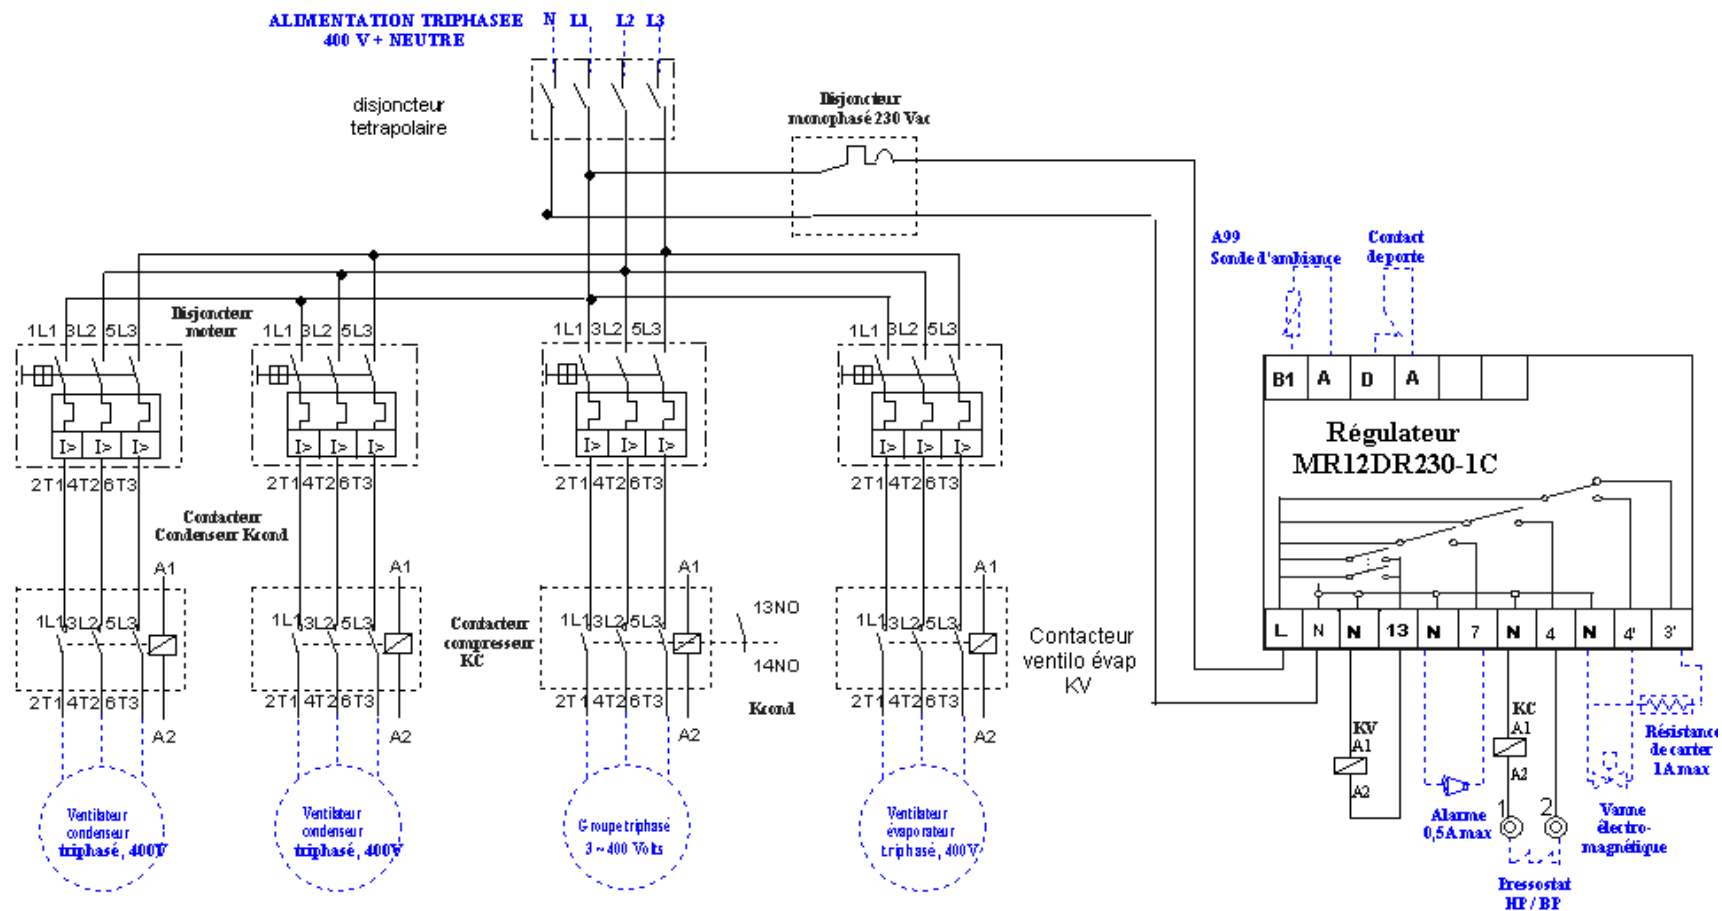 ALIMENTATION TRIPHASEE N L1 L2 L3
400 V + NEUTRE
disjoncteur
tetrapolaire
Disjoncteur
monophasé 230 Vac
A99
Sonde d'ambiance
Contact
de porte
Disjoncteur
moteur
1L1 3L2 5L3
1L1 3L2 5L3
1L1 3L2 5L3
1L1 3L2 5L3
B1 A D A
Régulateur
MR12DR230-1C
I> I> I>
I> I> I>
I> I> I>
I> I> I>
2T1 4T2 6T3
2T1 4T2 6T3
2T1 4T2 6T3
2T1 4T2 6T3
Contacteur
Condenseur Kcond
A1
A1
A1
A1
1L1 3L2 5L3
1L1 3L2 5L3
1L1 3L2 5L3
1L1 3L2 5L3
Contacteur
compresseur
KC
13NO
14NO
Kcond
Contacteur
ventilo évap
KV
L N N 13 N 7 N 4 N 4' 3'
2T1 4T2 6T3
2T1 4T2 6T3
2T1 4T2 6T3
2T1 4T2 6T3
A2
A2
A2
A2
KV
A1
A2
KC
A1
A2
1 2
Résistance
de carter
1A max
Alarme
0,5A max
Vanne
électro-
magnétique
Pressostat
HP / BP
Ventilateur
condenseur
triphasé, 400V
Ventilateur
condenseur
triphasé, 400V
Groupe triphasé
3 ~ 400 Volts
Ventilateur
évaporateur
triphasé, 400V